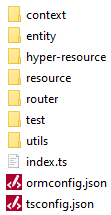 context
entity
hyper-resource
resource
router
test
utils
index.ts
ormconfig.json
tsconfig.json